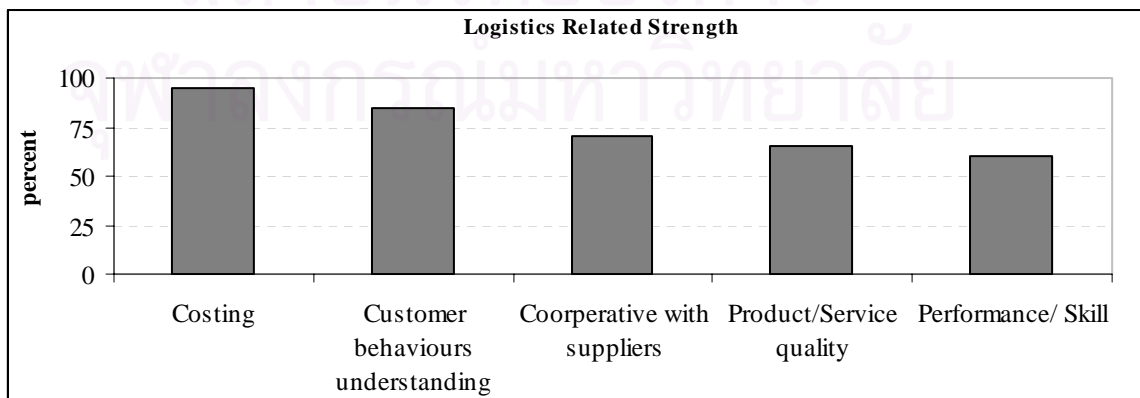 Logistics Related Strength
percent
100
75
50
25
0
Costing
Customer
behaviours
understanding
Coorperative with
suppliers
Product/Service
quality
Performance/ Skill
จุฬาลงกรณ์มหาวิทยาลัย